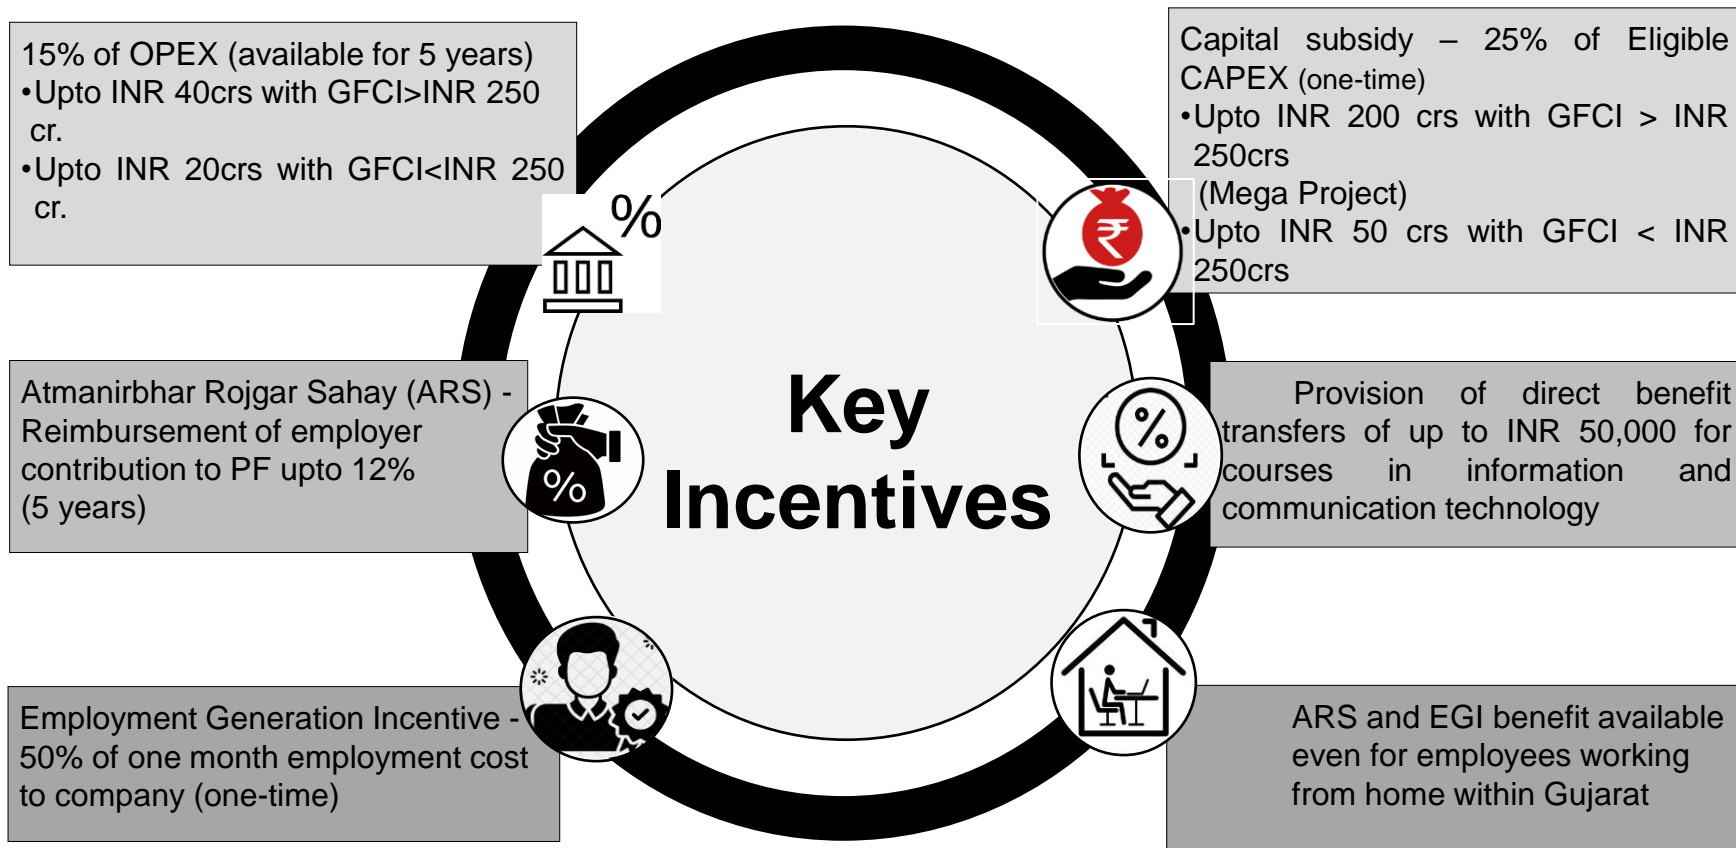 15% of OPEX (available for 5 years)
•Upto INR 40crs with GFCI>INR 250
cr.
•Upto INR 20crs with GFCI<INR 250
cr.
%
Atmanirbhar Rojgar Sahay (ARS) -
Reimbursement of employer
contribution to PF upto 12%
(5 years)
%
Employment Generation Incentive -
50% of one month employment cost
to company (one-time)
Key
Incentives
Capital subsidy – 25% of Eligible
CAPEX (one-time)
•Upto INR 200 crs with GFCI > INR
250crs
(Mega Project)
•Upto INR 50 crs with GFCI < INR
250crs
₹
Provision of direct benefit
transfers of up to INR 50,000 for
courses in information and
communication technology
%
ARS and EGI benefit available
even for employees working
from home within Gujarat